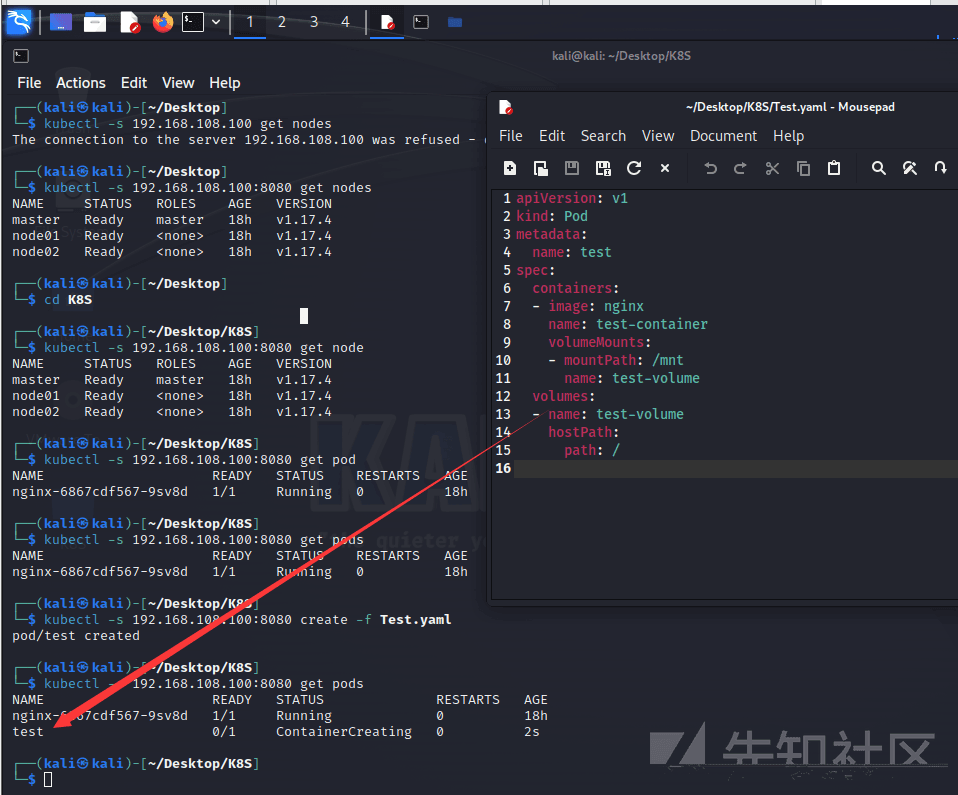 1 2 3 4
kali@kali: ~/Desktop/K8S
File Actions Edit View Help
┌──(kali㉿kali)-[~/Desktop]
└─$ kubectl -s 192.168.108.100 get nodes
The connection to the server 192.168.108.100 was refused -
┌──(kali㉿kali)-[~/Desktop]
└─$ kubectl -s 192.168.108.100:8080 get nodes
NAME STATUS ROLES AGE VERSION
master Ready master 18h v1.17.4
node01 Ready <none> 18h v1.17.4
node02 Ready <none> 18h v1.17.4
┌──(kali㉿kali)-[~/Desktop]
└─$ cd K8S
┌──(kali㉿kali)-[~/Desktop/K8S]
└─$ kubectl -s 192.168.108.100:8080 get node
NAME STATUS ROLES AGE VERSION
master Ready master 18h v1.17.4
node01 Ready <none> 18h v1.17.4
node02 Ready <none> 18h v1.17.4
┌──(kali㉿kali)-[~/Desktop/K8S]
└─$ kubectl -s 192.168.108.100:8080 get pod
NAME READY STATUS RESTARTS AGE
nginx-6867cdf567-9sv8d 1/1 Running 0 18h
┌──(kali㉿kali)-[~/Desktop/K8S]
└─$ kubectl -s 192.168.108.100:8080 get pods
NAME READY STATUS RESTARTS AGE
nginx-6867cdf567-9sv8d 1/1 Running 0 18h
┌──(kali㉿kali)-[~/Desktop/K8S]
└─$ kubectl -s 192.168.108.100:8080 create -f Test.yaml
pod/test created
┌──(kali㉿kali)-[~/Desktop/K8S]
└─$ kubectl -s 192.168.108.100:8080 get pods
NAME READY STATUS RESTARTS AGE
nginx-6867cdf567-9sv8d 1/1 Running 0 18h
test 0/1 ContainerCreating 0 2s
┌──(kali㉿kali)-[~/Desktop/K8S]
└─$
~/Desktop/K8S/Test.yaml - Mousepad
File Edit Search View Document Help
1 apiVersion: v1
2 kind: Pod
3 metadata:
4   name: test
5 spec:
6   containers:
7   - image: nginx
8     name: test-container
9     volumeMounts:
10     - mountPath: /mnt
11       name: test-volume
12   volumes:
13   - name: test-volume
14     hostPath:
15       path: /
16
先知社区